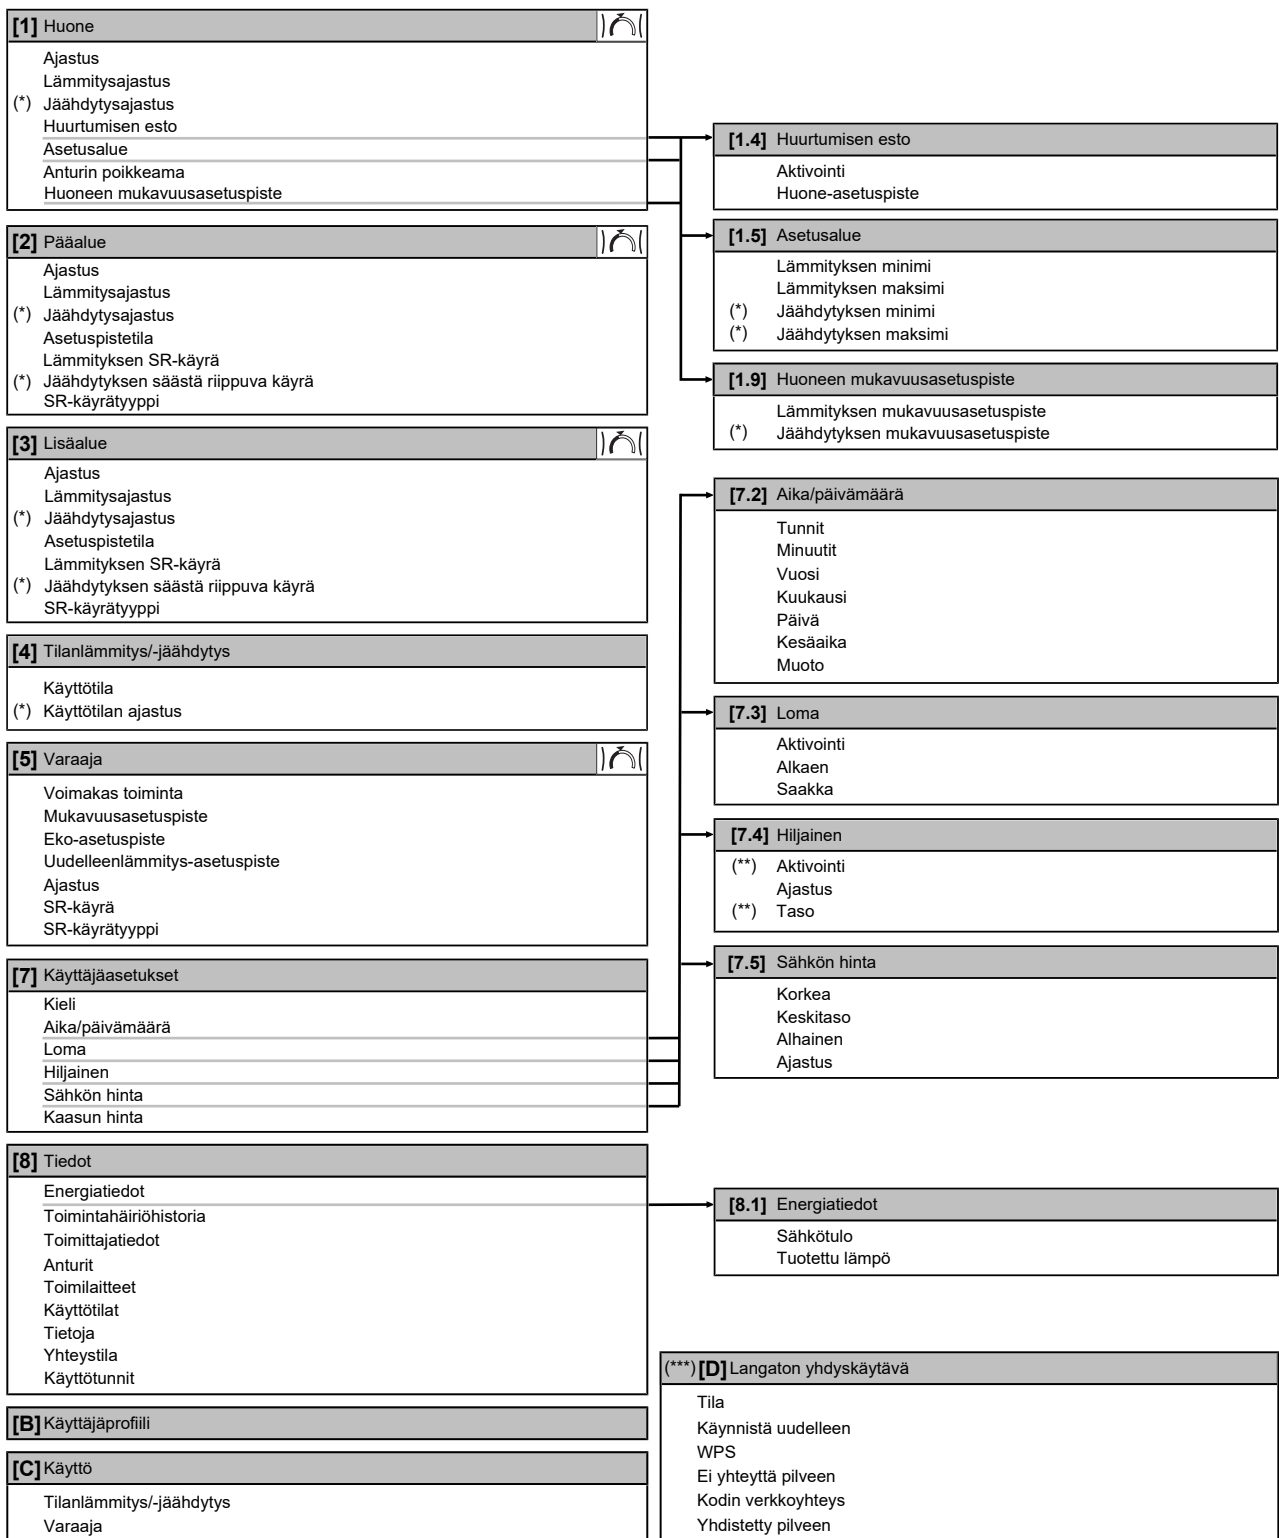 [1] Huone
Ajastus
Lämmitysajastus
(*) Jäähdytysajastus
Huurtumisen esto
Asetusalue
Anturin poikkeama
Huoneen mukavuusasetuspiste
[2] Pääalue
Ajastus
Lämmitysajastus
(*) Jäähdytysajastus
Asetuspistetila
Lämmityksen SR-käyrä
(*) Jäähdytyksen säästä riippuva käyrä
SR-käyrätyyppi
[3] Lisäalue
Ajastus
Lämmitysajastus
(*) Jäähdytysajastus
Asetuspistetila
Lämmityksen SR-käyrä
(*) Jäähdytyksen säästä riippuva käyrä
SR-käyrätyyppi
[4] Tilanlämmitys/-jäähdytys
Käyttötila
(*) Käyttötilan ajastus
[5] Varaaja
Voimakas toiminta
Mukavuusasetuspiste
Eko-asetuspiste
Uudelleenlämmitys-asetuspiste
Ajastus
SR-käyrä
SR-käyrätyyppi
[7] Käyttäjäasetukset
Kieli
Aika/päivämäärä
Loma
Hiljainen
Sähkön hinta
Kaasun hinta
[8] Tiedot
Energiatiedot
Toimintahäiriöhistoria
Toimittajatiedot
Anturit
Toimilaitteet
Käyttötilat
Tietoja
Yhteystila
Käyttötunnit
[B] Käyttäjäprofiili
[C] Käyttö
Tilanlämmitys/-jäähdytys
Varaaja
[1.4] Huurtumisen esto
Aktivointi
Huone-asetuspiste
[1.5] Asetusalue
Lämmityksen minimi
Lämmityksen maksimi
(*) Jäähdytyksen minimi
(*) Jäähdytyksen maksimi
[1.9] Huoneen mukavuusasetuspiste
Lämmityksen mukavuusasetuspiste
(*) Jäähdytyksen mukavuusasetuspiste
[7.2] Aika/päivämäärä
Tunnit
Minuutit
Vuosi
Kuukausi
Päivä
Kesäaika
Muoto
[7.3] Loma
Aktivointi
Alkaen
Saakka
[7.4] Hiljainen
(**) Aktivointi
Ajastus
(**) Taso
[7.5] Sähkön hinta
Korkea
Keskitaso
Alhainen
Ajastus
[8.1] Energiatiedot
Sähkötulo
Tuotettu lämpö
(***) [D] Langaton yhdyskäytävä
Tila
Käynnistä uudelleen
WPS
Ei yhteyttä pilveen
Kodin verkkoyhteys
Yhdistetty pilveen